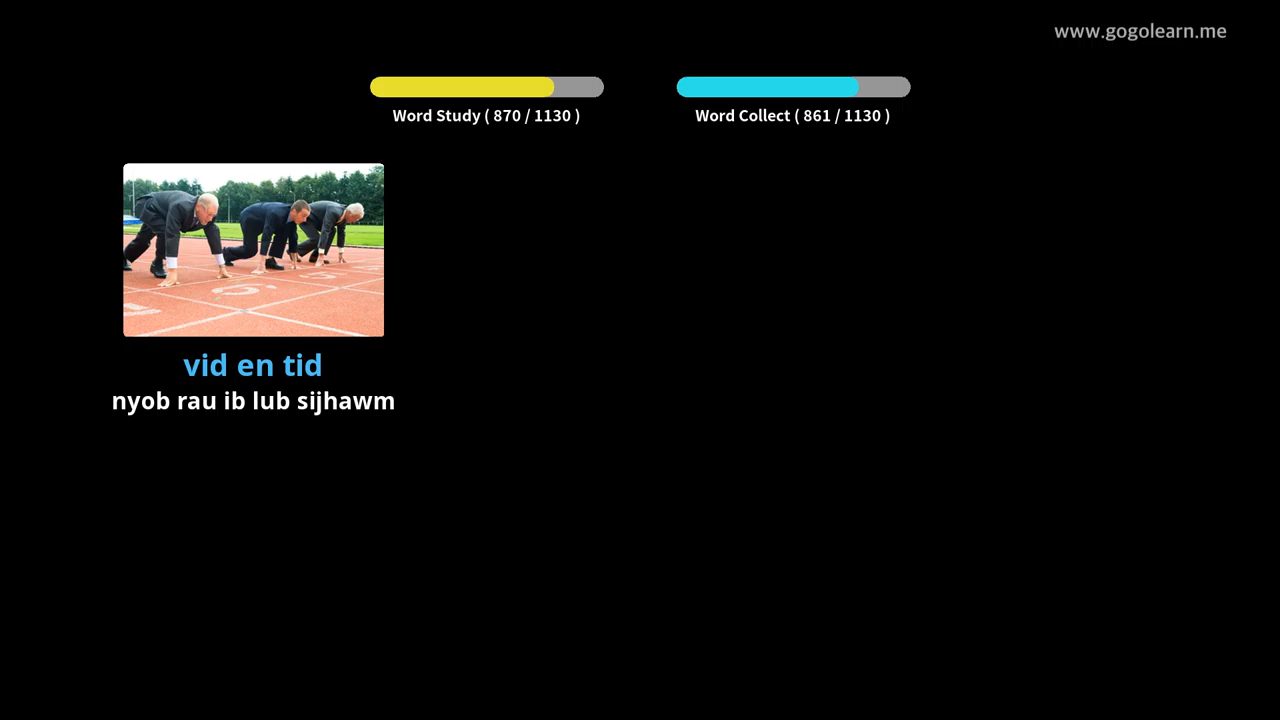 www.gogolearn.me
Word Study ( 870 / 1130 )
Word Collect ( 861 / 1130 )
vid en tid
nyob rau ib lub sijhawm